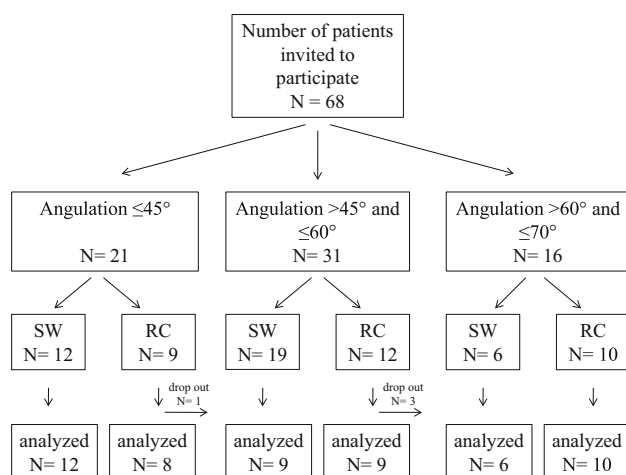 Number of patients
invited to
participate
N = 68
Angulation ≤45°
N= 21
Angulation >45° and
≤60°
N= 31
Angulation >60° and
≤70°
N= 16
SW
N= 12
RC
N= 9
SW
N= 19
RC
N= 12
SW
N= 6
RC
N= 10
drop out
N= 1
drop out
N= 3
analyzed
N= 12
analyzed
N= 8
analyzed
N= 9
analyzed
N= 9
analyzed
N= 6
analyzed
N= 10